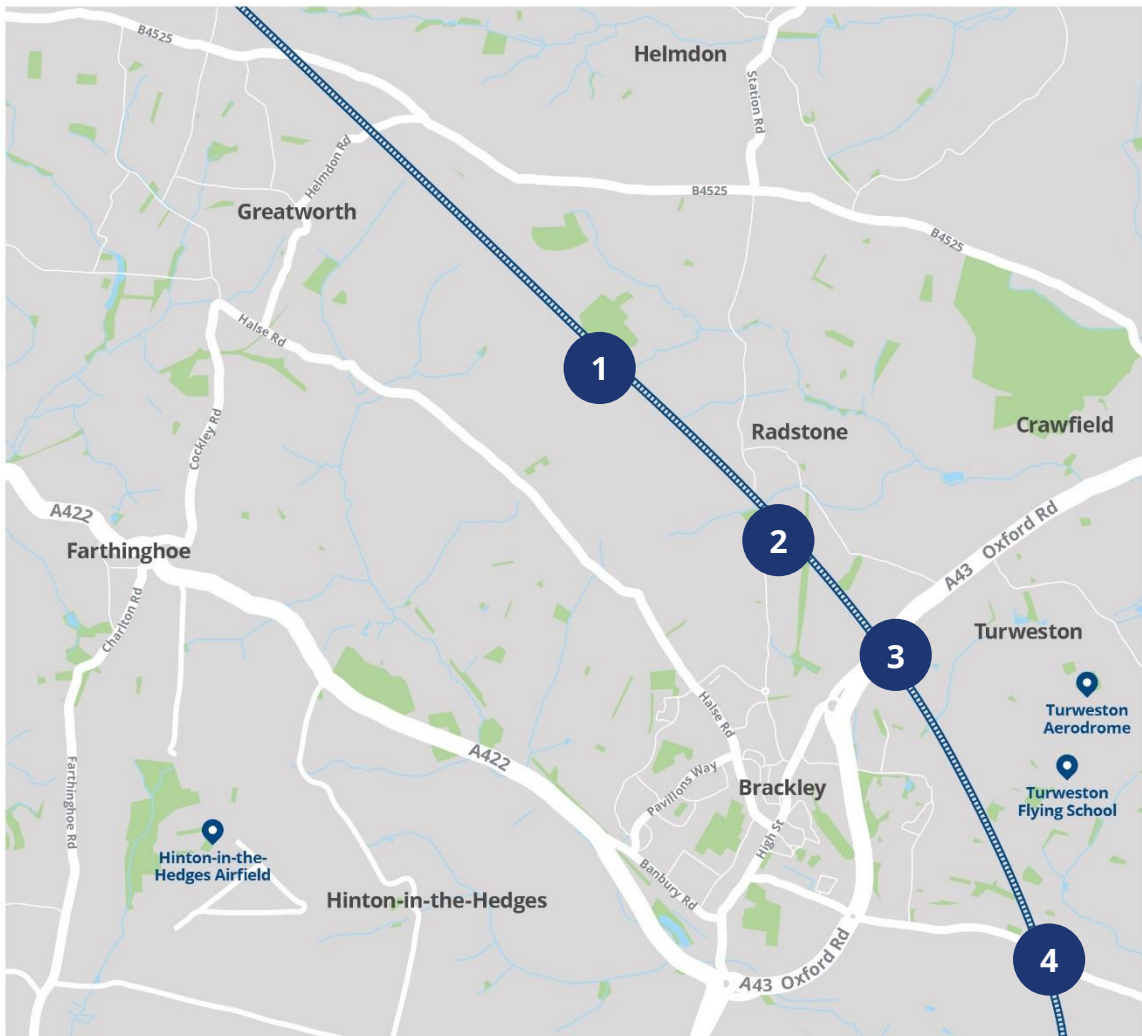 B4525
Helmdon
Station Rd
Helmdon Rd
B4525
Greatworth
B4525
Halse Rd
1
Radstone
Crawfield
Cockley Rd
A422
Farthinghoe
2
A43 Oxford Rd
Charlton Rd
3
Turweston
Turweston
Aerodrome
Halse Rd
A422
Pavillons Way
Brackley
Turweston
Flying School
Farthinghoe Rd
High St
Hinton-in-the-
Hedges Airfield
Banbury Rd
Hinton-in-the-Hedges
4
A43 Oxford Rd